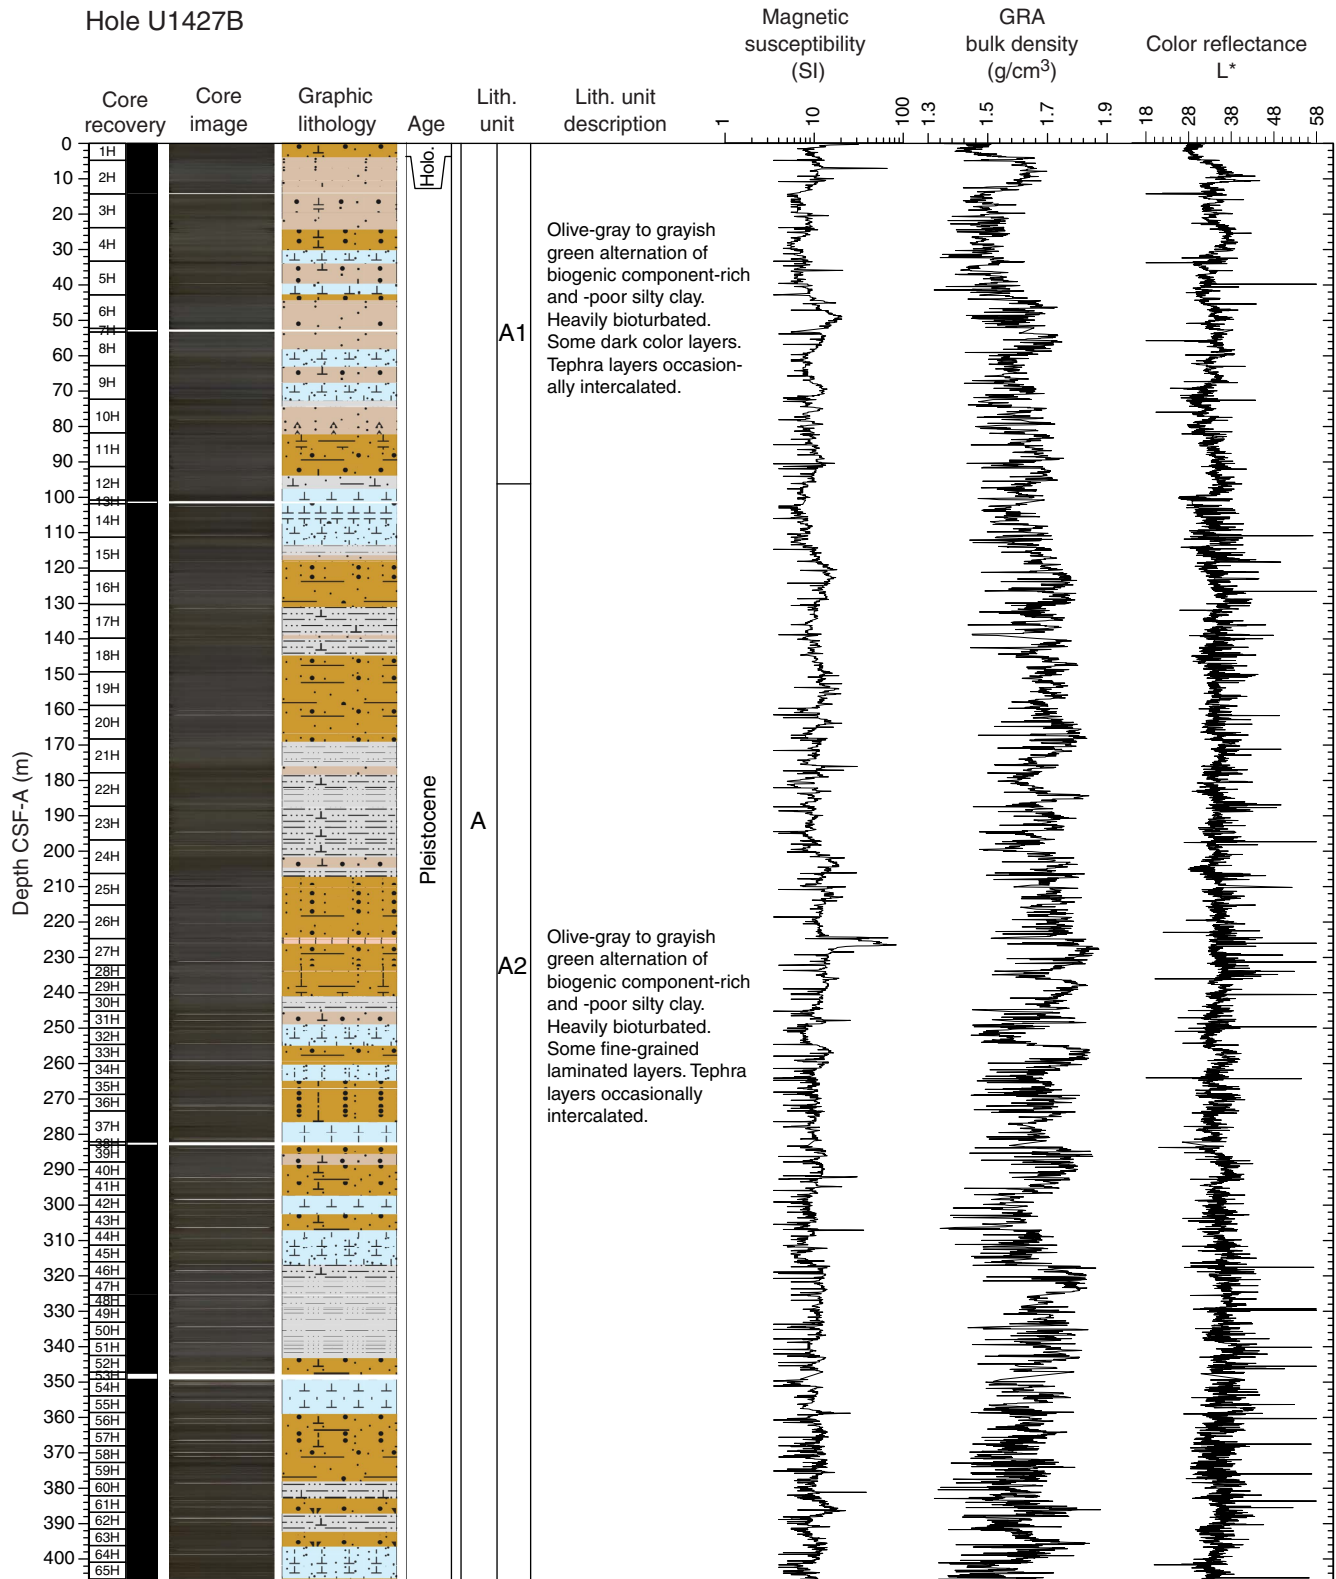 Hole U1427B
Magnetic
susceptibility
(SI)
GRA
bulk density
(g/cm3)
Color reflectance
L*
Core
recovery
Core
image
Graphic
lithology
Age
Lith.
unit
Lith. unit
description
1 10 100
1.3 1.5 1.7 1.9
18 28 38 48 58
Depth CSF-A (m)
0
10
20
30
40
50
60
70
80
90
100
110
120
130
140
150
160
170
180
190
200
210
220
230
240
250
260
270
280
290
300
310
320
330
340
350
360
370
380
390
400
1H
2H
3H
4H
5H
6H
7H
8H
9H
10H
11H
12H
13H
14H
15H
16H
17H
18H
19H
20H
21H
22H
23H
24H
25H
26H
27H
28H
29H
30H
31H
32H
33H
34H
35H
36H
37H
38H
39H
40H
41H
42H
43H
44H
45H
46H
47H
48H
49H
50H
51H
52H
53H
54H
55H
56H
57H
58H
59H
60H
61H
62H
63H
64H
65H
Holo.
Pleistocene
A
A1
Olive-gray to grayish
green alternation of
biogenic component-rich
and -poor silty clay.
Heavily bioturbated.
Some dark color layers.
Tephra layers occasion-
ally intercalated.
A2
Olive-gray to grayish
green alternation of
biogenic component-rich
and -poor silty clay.
Heavily bioturbated.
Some fine-grained
laminated layers. Tephra
layers occasionally
intercalated.